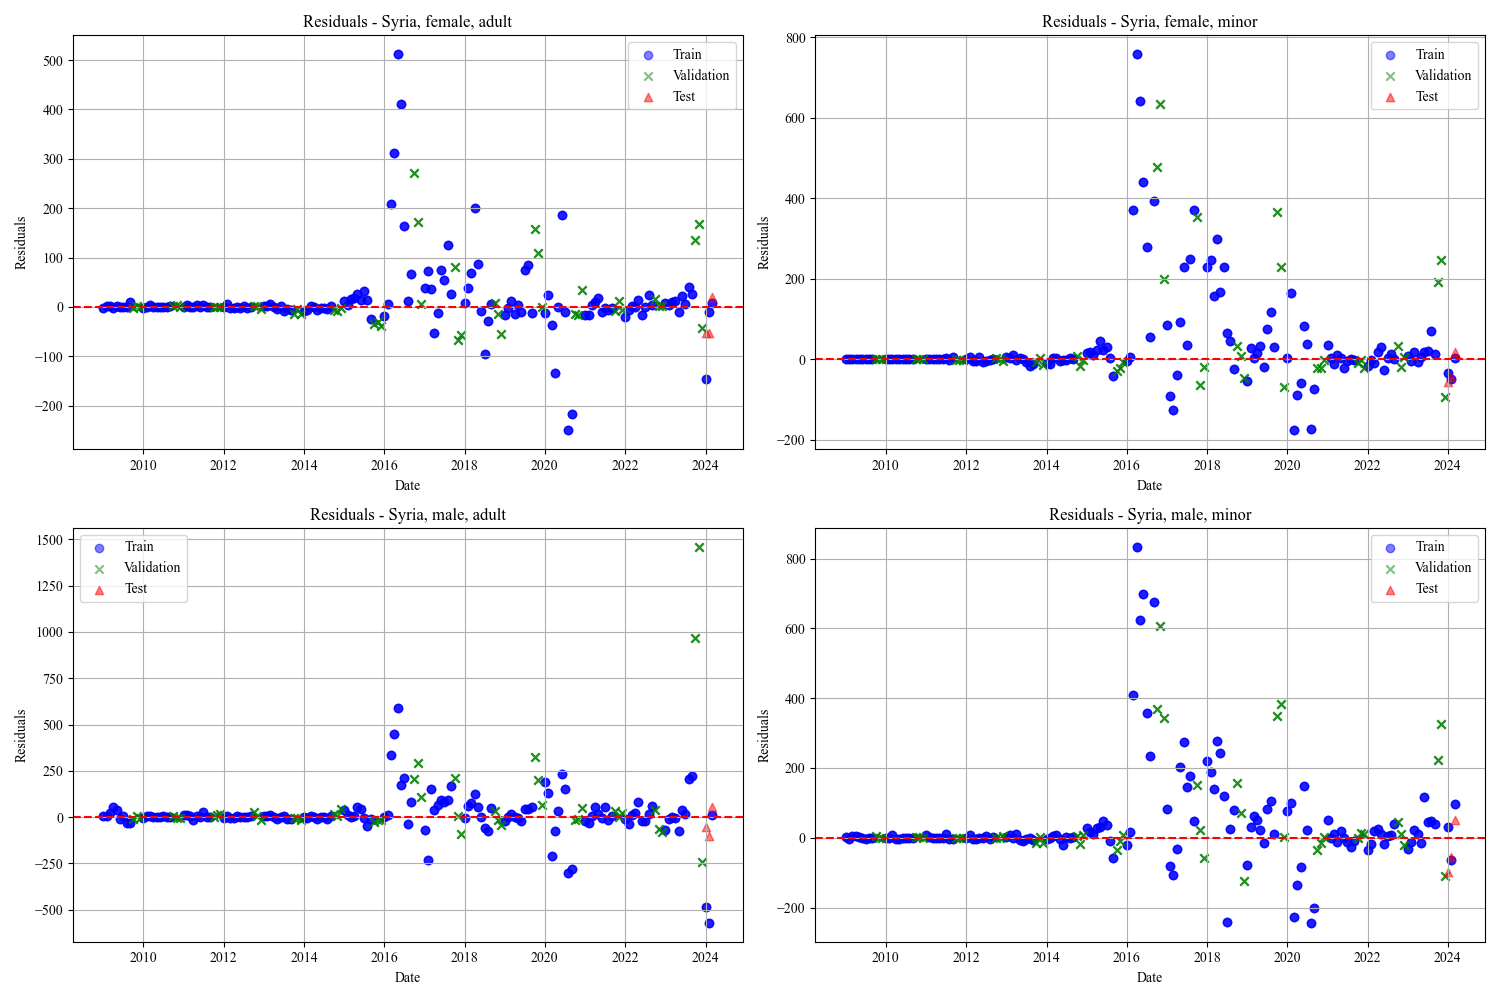 Residuals - Syria, female, adult
Residuals
500
400
300
200
100
0
−100
−200
Train
Validation
Test
2010 2012 2014 2016 2018 2020 2022 2024
Date
Residuals - Syria, female, minor
Residuals
800
600
400
200
0
−200
Train
Validation
Test
2010 2012 2014 2016 2018 2020 2022 2024
Date
Residuals - Syria, male, adult
Residuals
1500
1250
1000
750
500
250
0
−250
−500
Train
Validation
Test
2010 2012 2014 2016 2018 2020 2022 2024
Date
Residuals - Syria, male, minor
Residuals
800
600
400
200
0
−200
Train
Validation
Test
2010 2012 2014 2016 2018 2020 2022 2024
Date